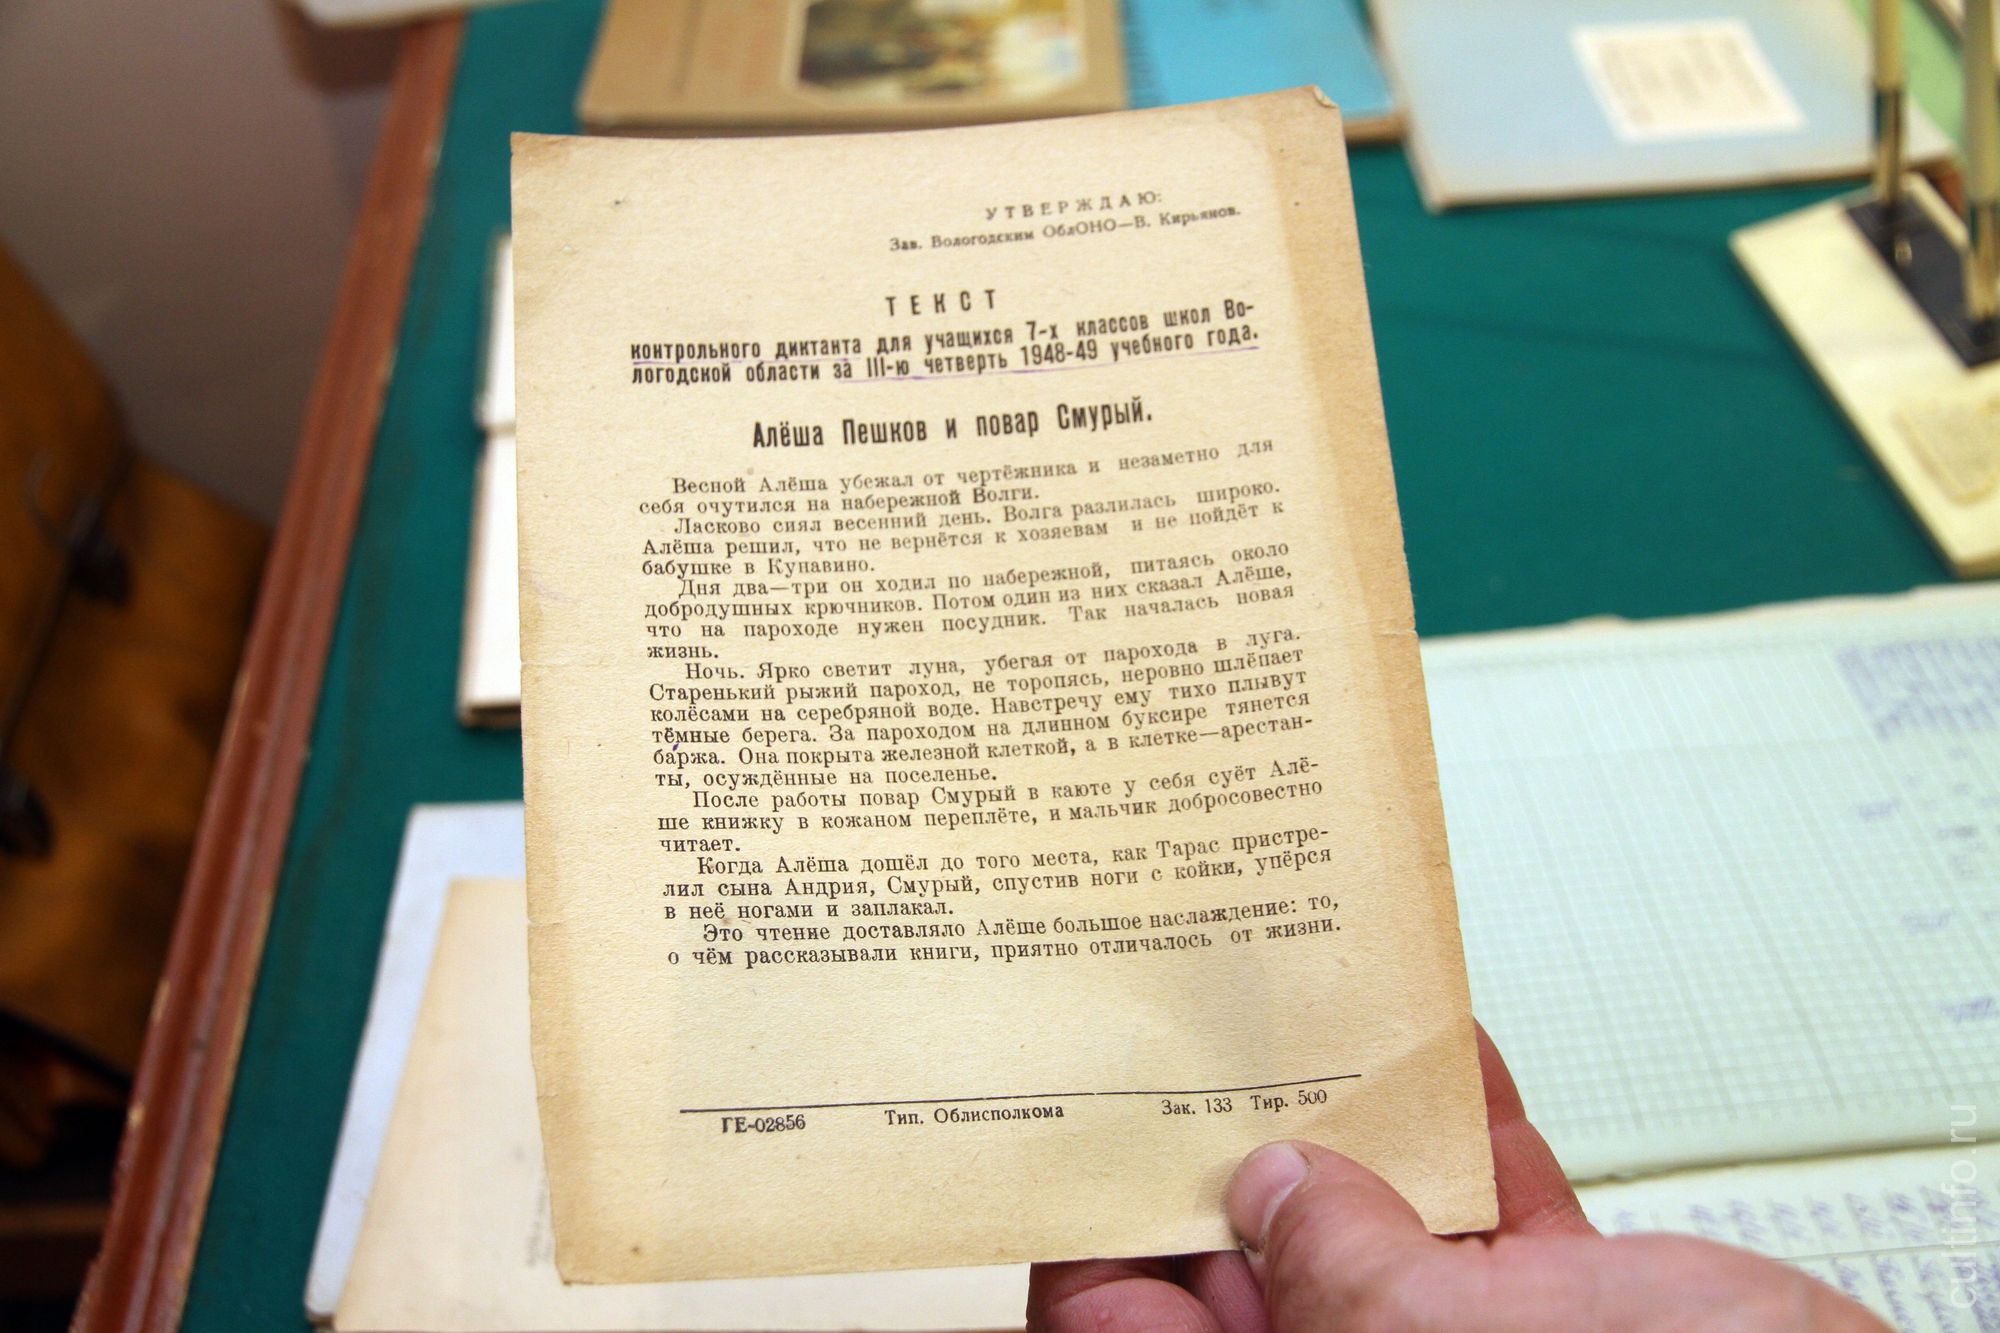 УТВЕРЖДАЮ:
Зав. Вологодским ОблОНО—В. Кирьянов.
ТЕКСТ
контрольного диктанта для учащихся 7-х классов школ Во-
логодской области за III-ю четверть 1948-49 учебного года.
Алёша Пешков и повар Смурый.
Весной Алёша убежал от чертёжника и незаметно для
себя очутился на набережной Волги.
Ласково сиял весенний день. Волга разлилась широко.
Алёша решил, что не вернётся к хозяевам и не пойдёт к
бабушке в Кунавино.
Дня два—три он ходил по набережной, питаясь около
добродушных крючников. Потом один из них сказал Алёше,
что на пароходе нужен посудник. Так началась новая
жизнь.
Ночь. Ярко светит луна, убегая от парохода в луга.
Старенький рыжий пароход, не торопясь, неровно шлёпает
колёсами на серебряной воде. Навстречу ему тихо плывут
тёмные берега. За пароходом на длинном буксире тянется
баржа. Она покрыта железной клеткой, а в клетке—арестан-
ты, осуждённые на поселенье.
После работы повар Смурый в каюте у себя суёт Алё-
ше книжку в кожаном переплёте, и мальчик добросовестно
читает.
Когда Алёша дошёл до того места, как Тарас пристре-
лил сына Андрия, Смурый, спустив ноги с койки, упёрся
в неё ногами и заплакал.
Это чтение доставляло Алёше большое наслаждение: то,
о чём рассказывали книги, приятно отличалось от жизни.
ГЕ-02856 Тип. Облисполкома Зак. 133 Тир. 500
cultinfo.ru